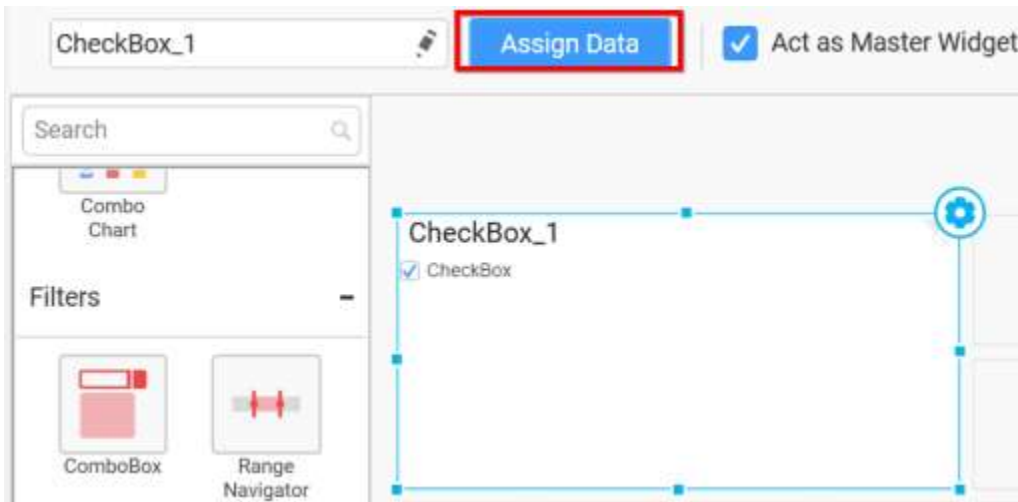 CheckBox_1
Assign Data
Act as Master Widget
Search
Combo
Chart
CheckBox_1
CheckBox
Filters
ComboBox
Range
Navigator